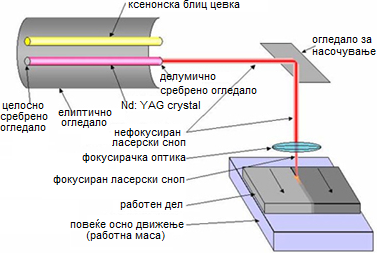 ксенонска блиц цевка
огледало за
насочување
делумично
сребрено огледало
Nd: YAG crystal
целосно
сребрено
огледало
елиптично
огледало
нефокусиран
ласерски сноп
фокусирачка оптика
фокусиран ласерски сноп
работен дел
повеќе осно движење
(работна маса)